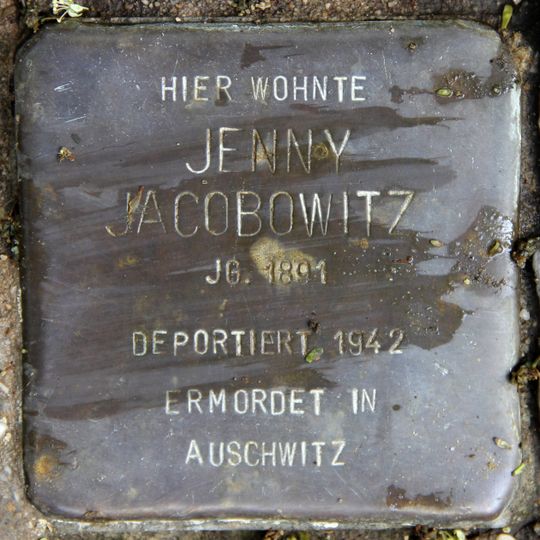 HIER WOHNTE
JENNY
JACOBOWITZ
JG. 1891
DEPORTIERT 1942
ERMORDET IN
AUSCHWITZ